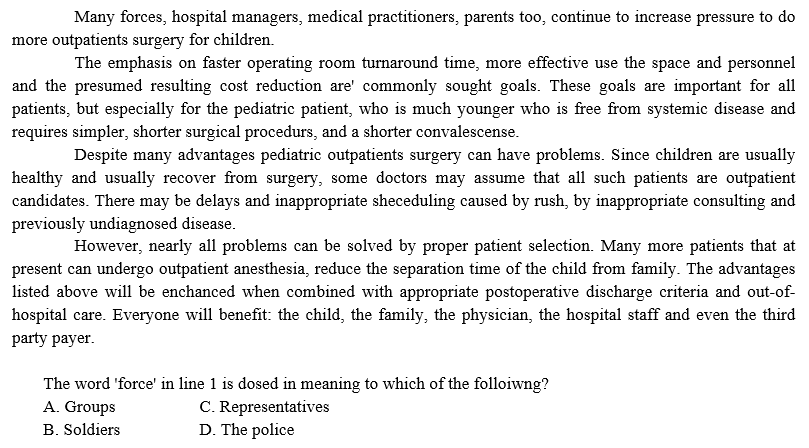 Many forces, hospital managers, medical practitioners, parents too, continue to increase pressure to do
more outpatients surgery for children.
The emphasis on faster operating room turnaround time, more effective use the space and personnel
and the presumed resulting cost reduction are' commonly sought goals. These goals are important for all
patients, but especially for the pediatric patient, who is much younger who is free from systemic disease and
requires simpler, shorter surgical procedurs, and a shorter convalescense.
Despite many advantages pediatric outpatients surgery can have problems. Since children are usually
healthy and usually recover from surgery, some doctors may assume that all such patients are outpatient
candidates. There may be delays and inappropriate sheceduling caused by rush, by inappropriate consulting and
previously undiagnosed disease.
However, nearly all problems can be solved by proper patient selection. Many more patients that at
present can undergo outpatient anesthesia, reduce the separation time of the child from family. The advantages
listed above will be enchanced when combined with appropriate postoperative discharge criteria and out-of-
hospital care. Everyone will benefit: the child, the family, the physician, the hospital staff and even the third
party payer.
The word 'force' in line 1 is dosed in meaning to which of the folloiwng?
A. Groups C. Representatives
B. Soldiers D. The police